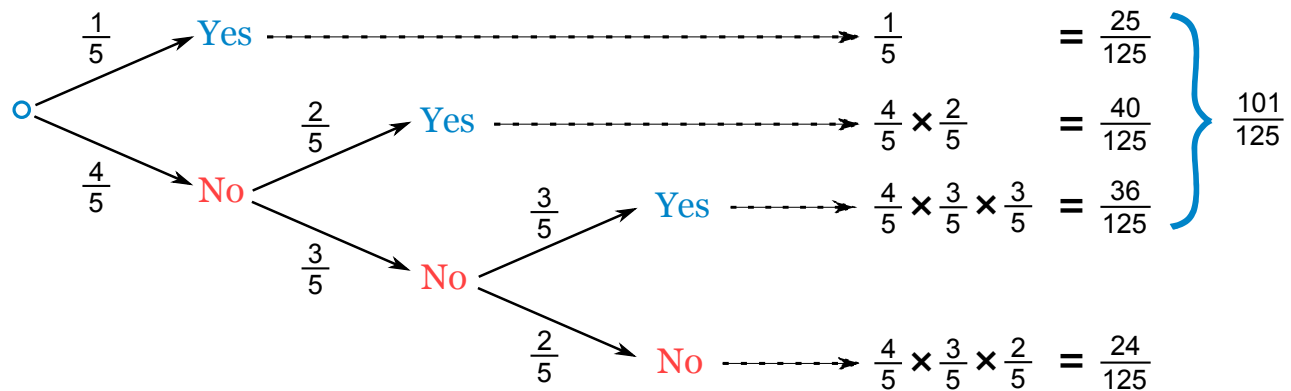 1/5 Yes 1/5 = 25/125
2/5 Yes 4/5 × 2/5 = 40/125 101/125
4/5 No 3/5 Yes 4/5 × 3/5 × 3/5 = 36/125
3/5 No
2/5 No 4/5 × 3/5 × 2/5 = 24/125